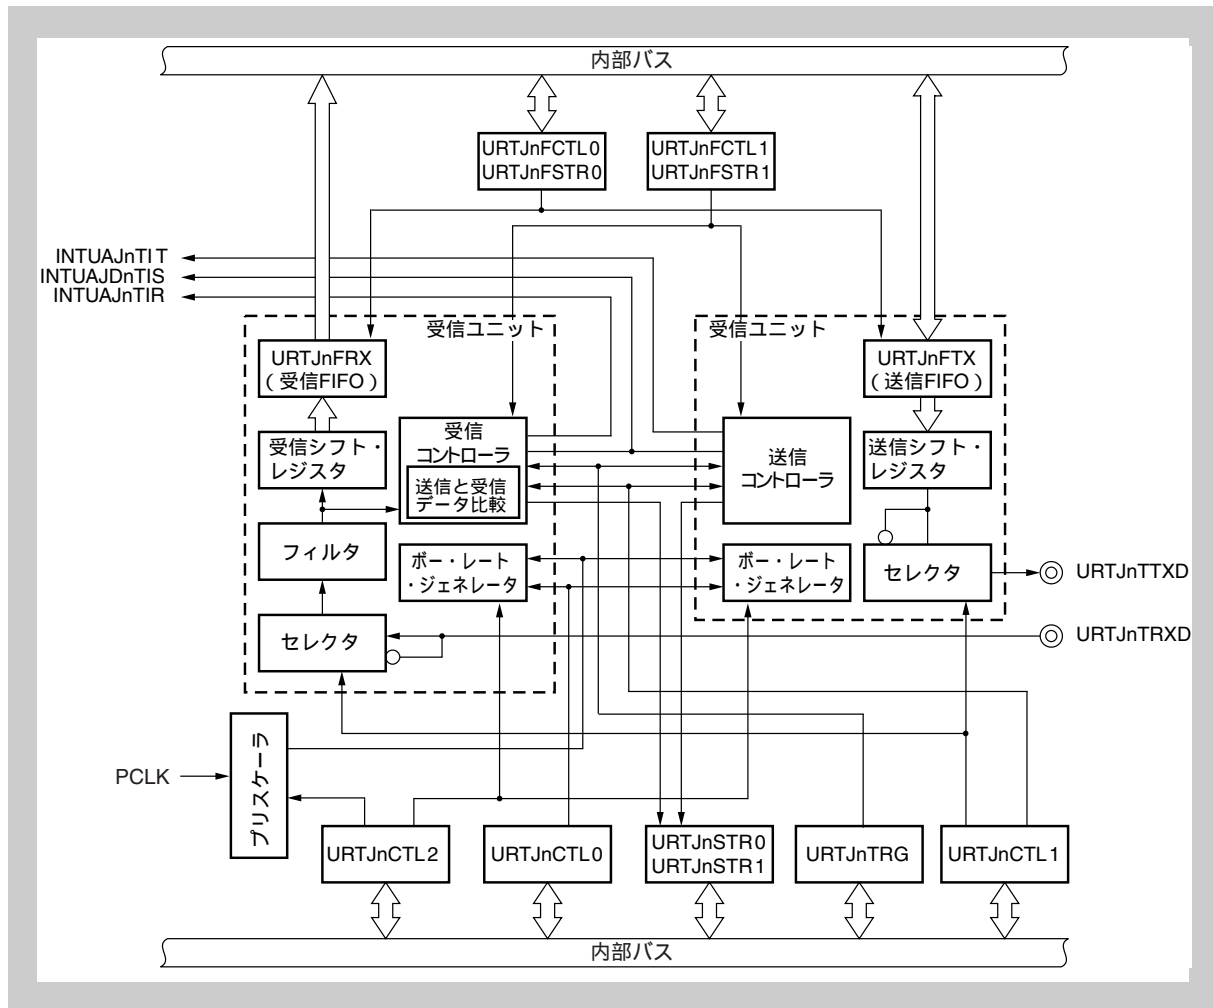 内部バス
URTJnFCTL0
URTJnFSTR0
URTJnFCTL1
URTJnFSTR1
INTUAJnTIT
INTUAJDnTIS
INTUAJnTIR
受信ユニット
受信ユニット
URTJnFRX
(受信FIFO)
URTJnFTX
(送信FIFO)
受信シフト・
レジスタ
受信
コントローラ
送信と受信
データ比較
送信
コントローラ
送信シフト・
レジスタ
フィルタ
ボー・レート
・ジェネレータ
ボー・レート
・ジェネレータ
セレクタ
URTJnTTXD
セレクタ
URTJnTRXD
PCLK
プリスケーラ
URTJnCTL2
URTJnCTL0
URTJnSTR0
URTJnSTR1
URTJnTRG
URTJnCTL1
内部バス